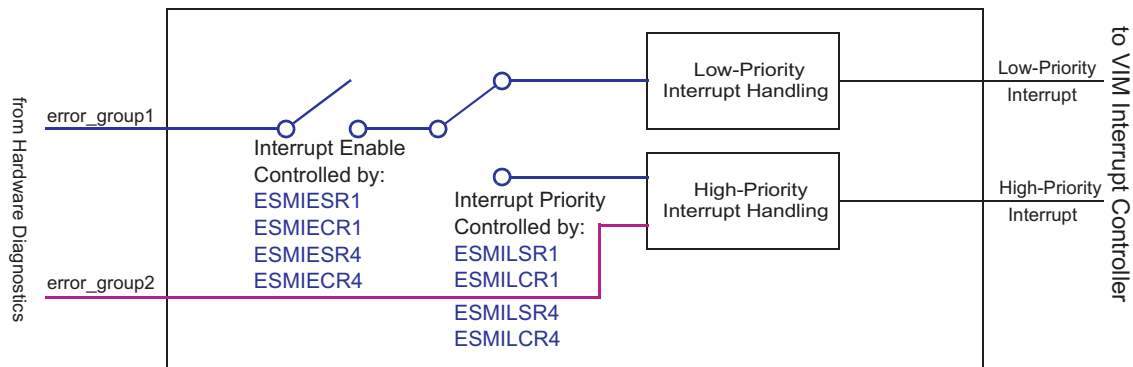 from Hardware Diagnostics
error_group1
error_group2
Interrupt Enable
Controlled by:
ESMIESR1
ESMIECR1
ESMIESR4
ESMIECR4
Interrupt Priority
Controlled by:
ESMILSR1
ESMILCR1
ESMILSR4
ESMILCR4
Low-Priority
Interrupt Handling
High-Priority
Interrupt Handling
Low-Priority
Interrupt
High-Priority
Interrupt
to VIM Interrupt Controller